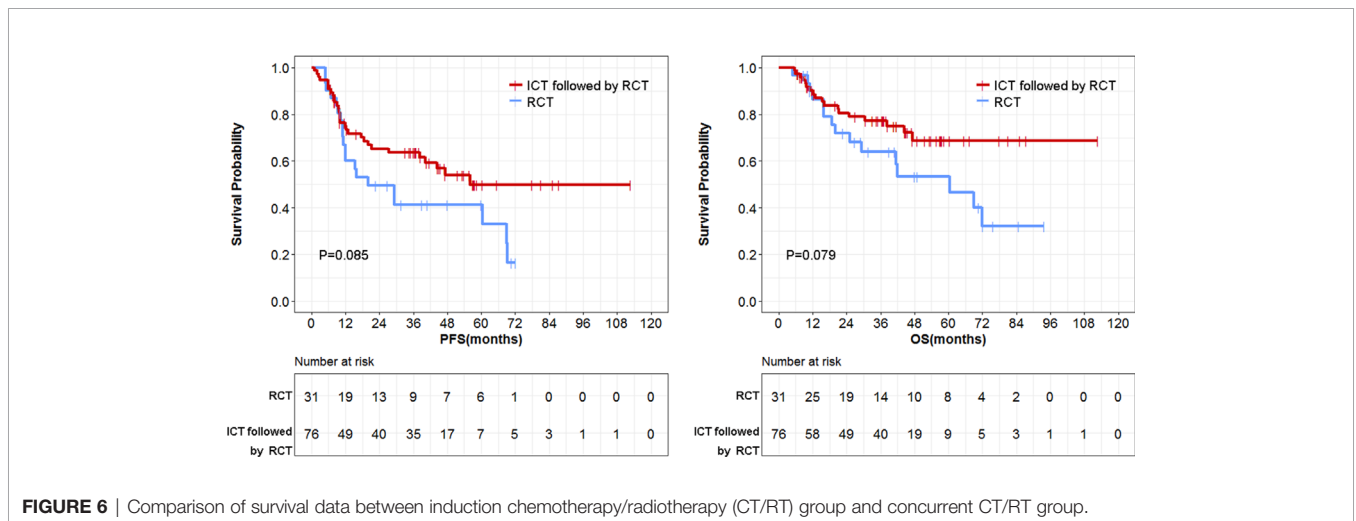 1.0
0.8
0.6
0.4
0.2
0.0
Survival Probability
ICT followed by RCT
RCT
P=0.085
0 12 24 36 48 60 72 84 96 108 120
PFS(months)
Number at risk
RCT 31 19 13 9 7 6 1 0 0 0 0
ICT followed by RCT 76 49 40 35 17 7 5 3 1 1 0
1.0
0.8
0.6
0.4
0.2
0.0
Survival Probability
ICT followed by RCT
RCT
P=0.079
0 12 24 36 48 60 72 84 96 108 120
OS(months)
Number at risk
RCT 31 25 19 14 10 8 4 2 0 0 0
ICT followed by RCT 76 58 49 40 19 9 5 3 1 1 0
FIGURE 6 | Comparison of survival data between induction chemotherapy/radiotherapy (CT/RT) group and concurrent CT/RT group.